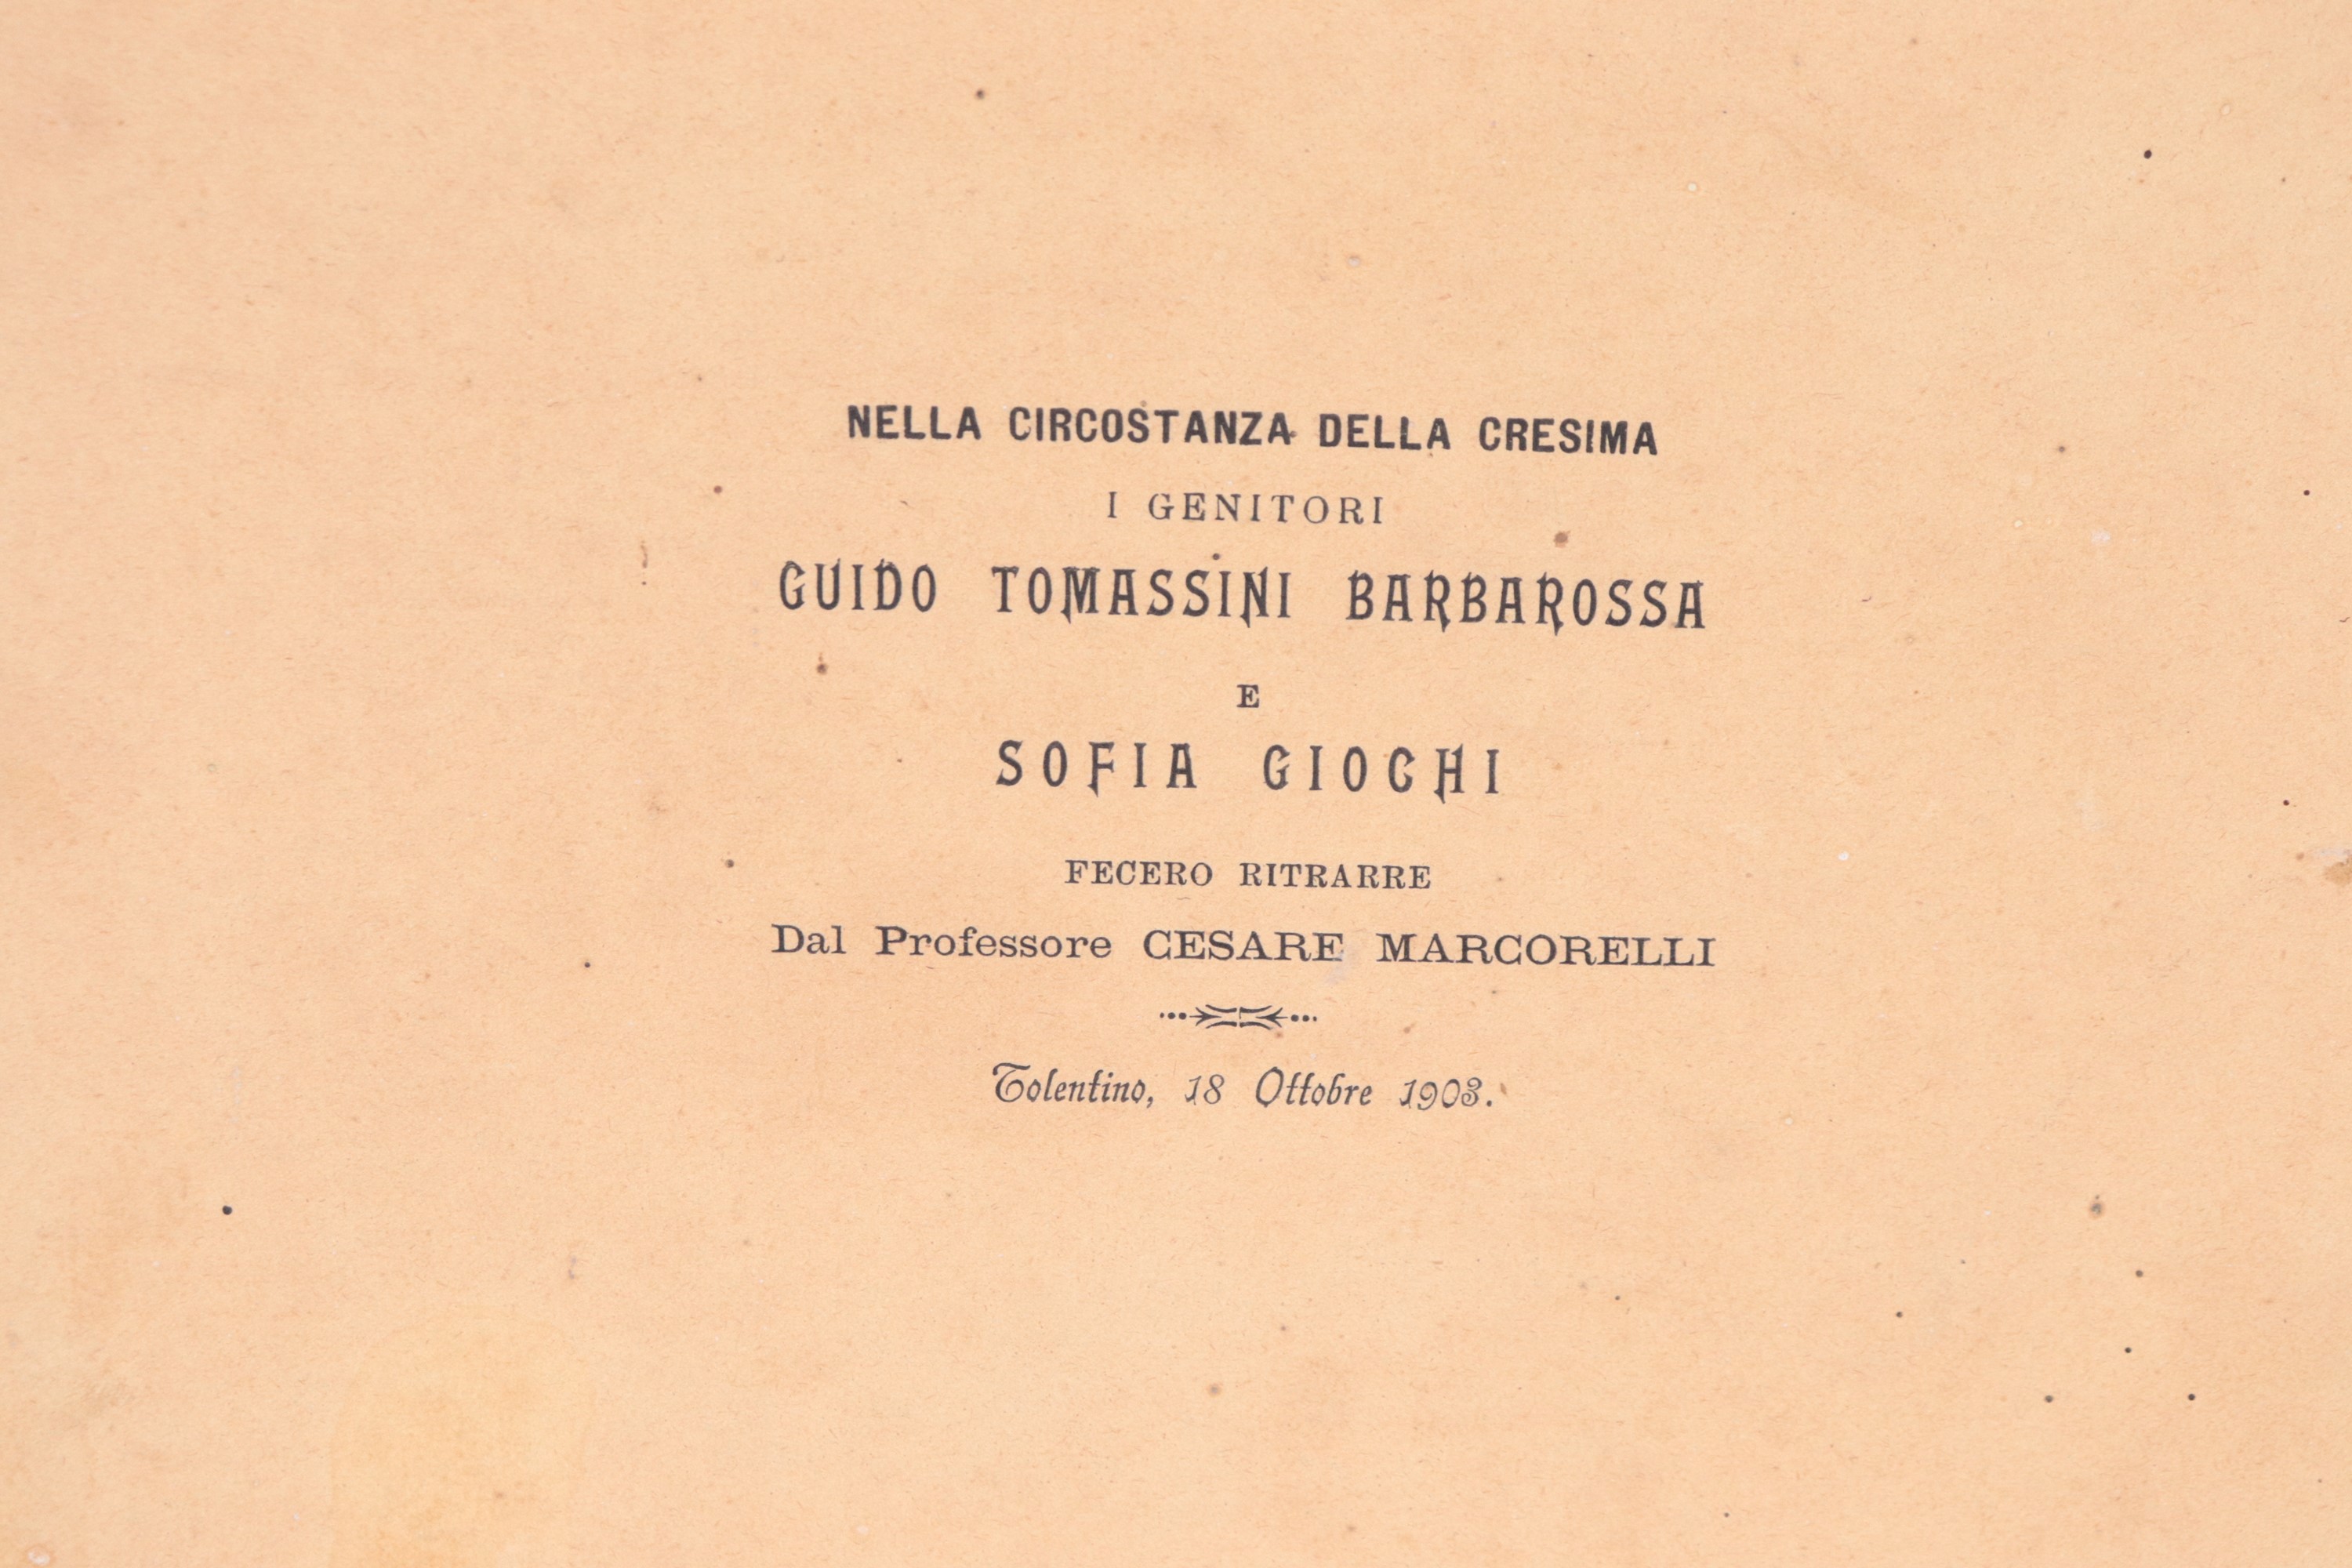 NELLA CIRCOSTANZA DELLA CRESIMA
I GENITORI
GUIDO TOMASSINI BARBAROSSA
E
SOFIA GIOCHI
FECERO RITRARRE
Dal Professore CESARE MARCORELLI
Tolentino, 18 Ottobre 1903.